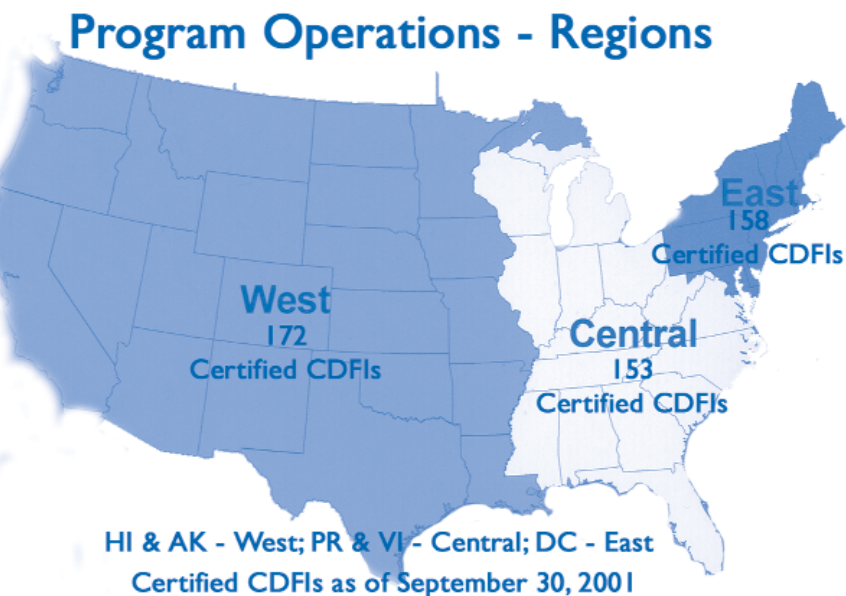 Program Operations - Regions
East
158
Certified CDFIs
West
172
Certified CDFIs
Central
153
Certified CDFIs
HI & AK - West; PR & VI - Central; DC - East
Certified CDFIs as of September 30, 2001